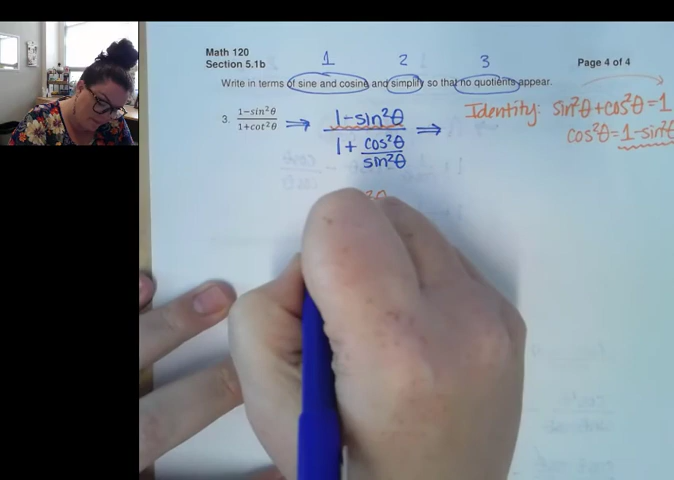 Math 120
Section 5.1b
1 2 3
Page 4 of 4
Write in terms of sine and cosine and simplify so that no quotients appear.
3. (1−sin²θ)/(1+cot²θ) ⇒ (1−sin²θ)/(1+cos²θ/sin²θ) ⇒
Identity: sin²θ+cos²θ=1
cos²θ=1-sin²θ